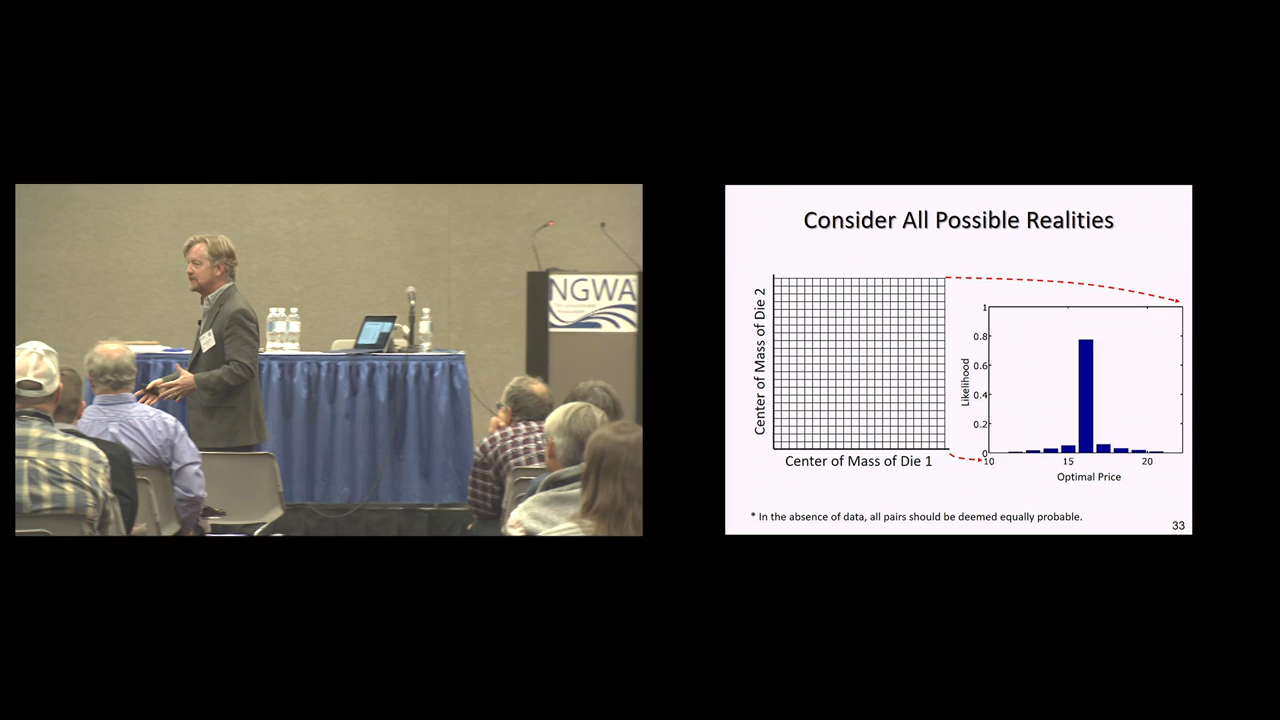 NGWA
Consider All Possible Realities
Center of Mass of Die 2
Center of Mass of Die 1
Likelihood
1
0.8
0.6
0.4
0.2
0
10
15
20
Optimal Price
* In the absence of data, all pairs should be deemed equally probable.
33